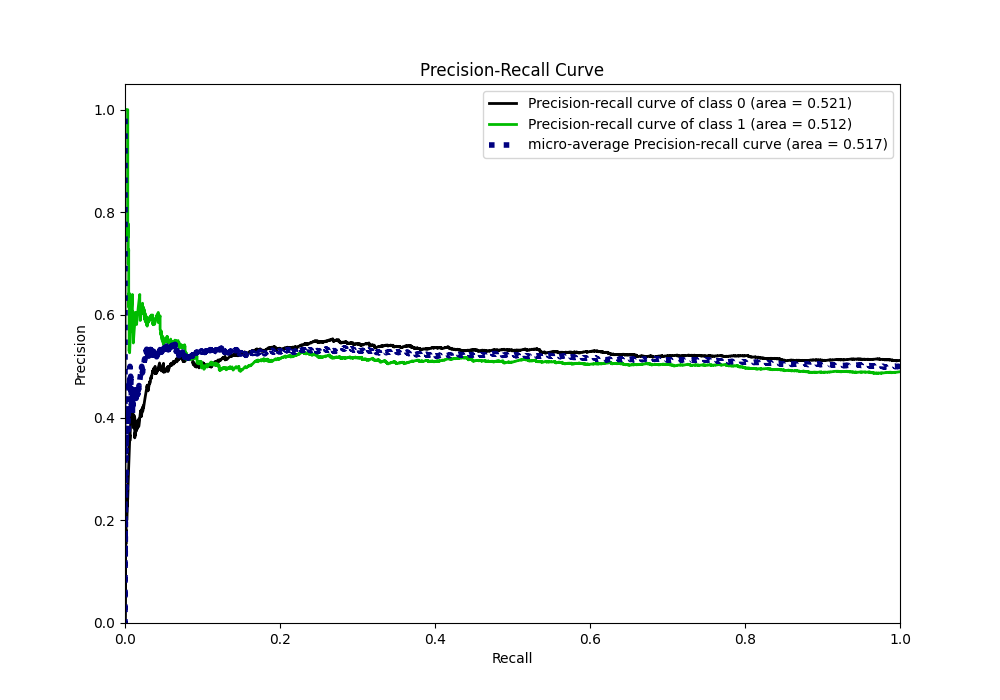 Precision-Recall Curve
Precision-recall curve of class 0 (area = 0.521)
Precision-recall curve of class 1 (area = 0.512)
micro-average Precision-recall curve (area = 0.517)
1.0
0.8
0.6
0.4
0.2
0.0
Precision
0.0 0.2 0.4 0.6 0.8 1.0
Recall